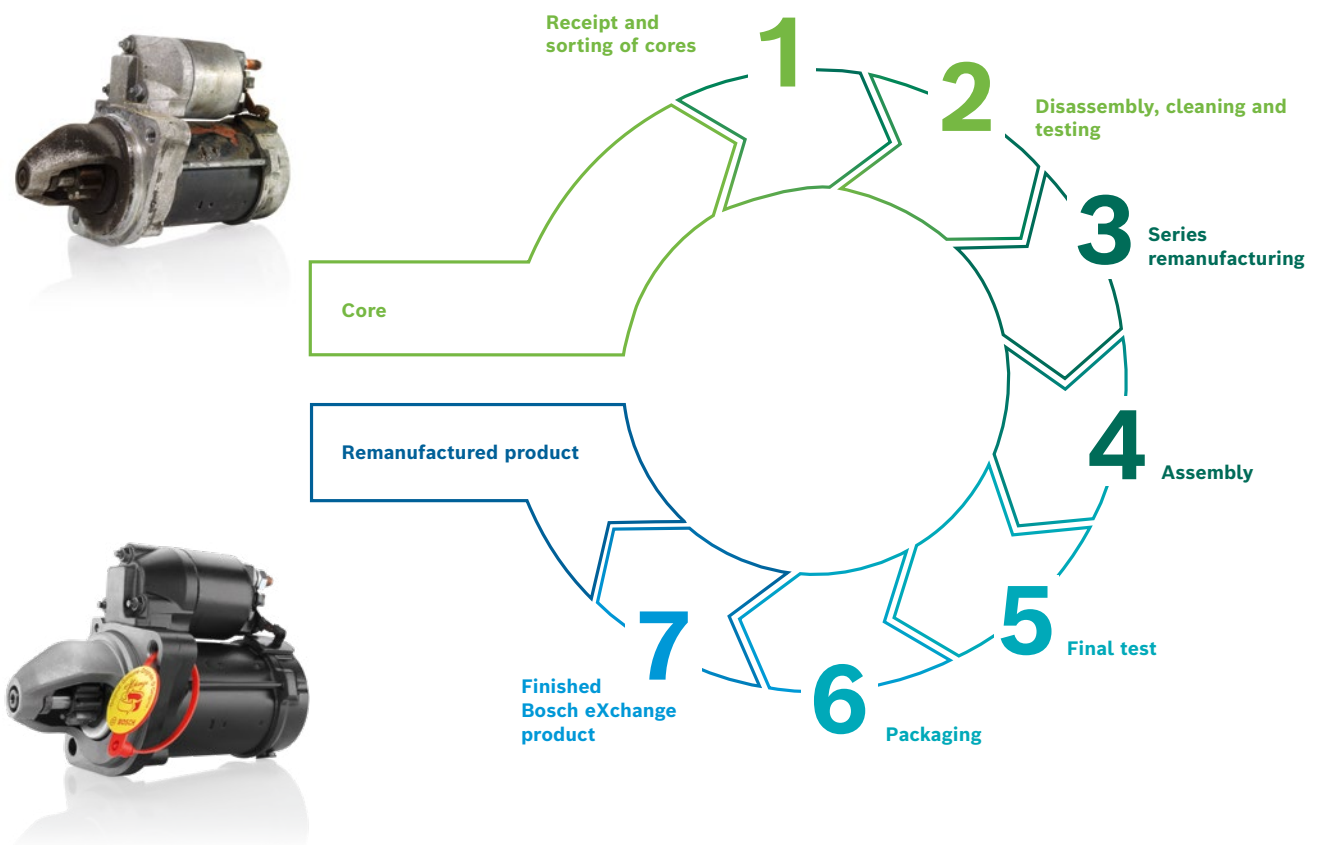 Receipt and
sorting of cores
1
2
Disassembly, cleaning and
testing
3
Series
remanufacturing
Core
Remanufactured product
4
Assembly
5
Final test
6
Packaging
7
Finished
Bosch eXchange
product
BOSCH